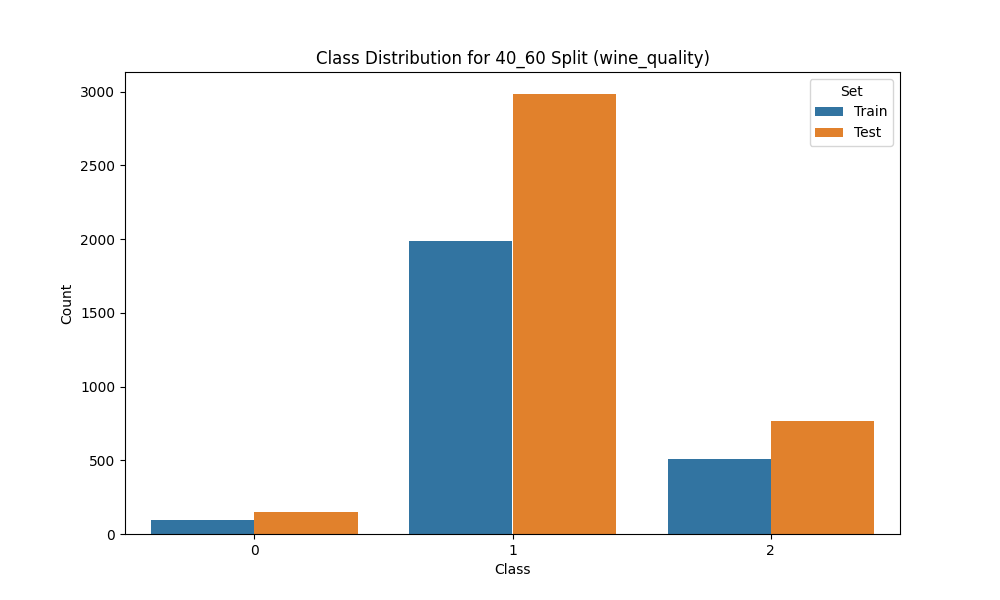 Class Distribution for 40_60 Split (wine_quality)
Set
Train
Test
3000
2500
2000
1500
1000
500
0
Count
0 1 2
Class